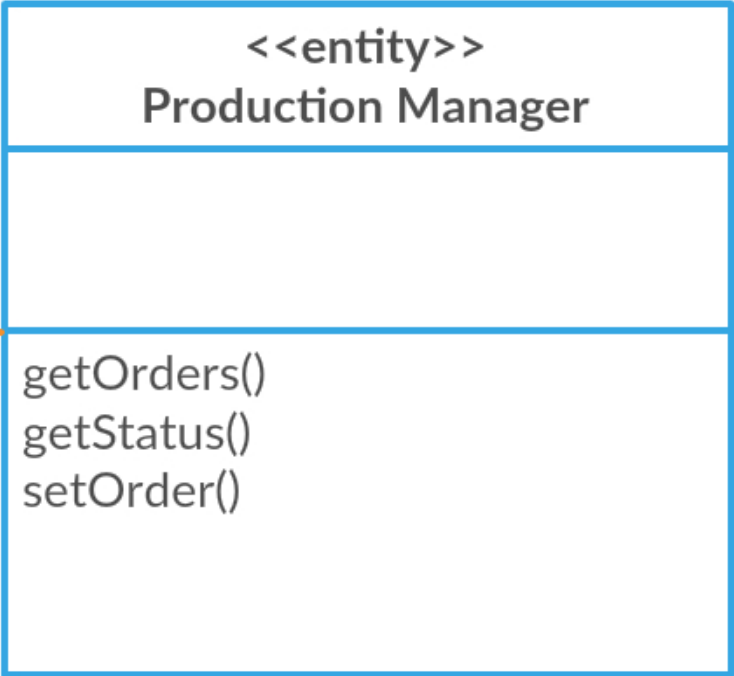 <<entity>>
Production Manager
getOrders()
getStatus()
setOrder()